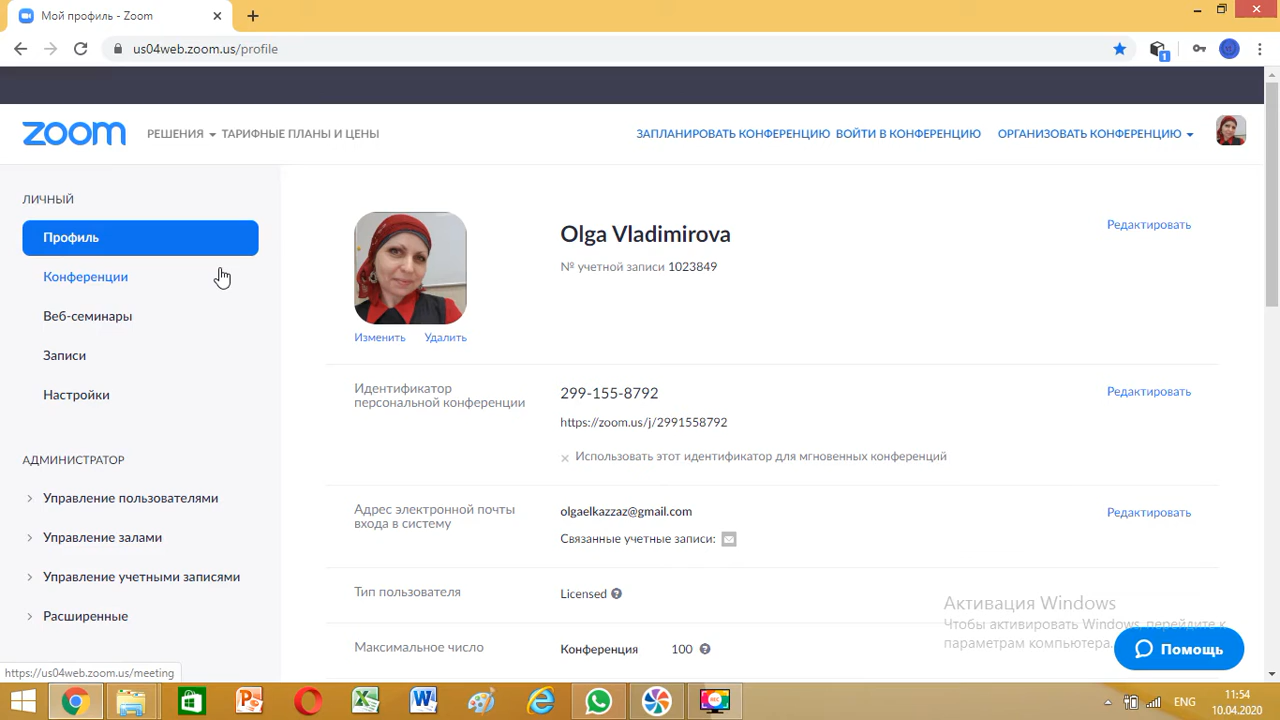 Мой профиль - Zoom
us04web.zoom.us/profile
1
zoom РЕШЕНИЯ ТАРИФНЫЕ ПЛАНЫ И ЦЕНЫ ЗАПЛАНИРОВАТЬ КОНФЕРЕНЦИЮ ВОЙТИ В КОНФЕРЕНЦИЮ ОРГАНИЗОВАТЬ КОНФЕРЕНЦИЮ
ЛИЧНЫЙ
Профиль
Конференции
Веб-семинары
Записи
Настройки
АДМИНИСТРАТОР
Управление пользователями
Управление залами
Управление учетными записями
Расширенные
Olga Vladimirova
Редактировать
№ учетной записи 1023849
Изменить Удалить
Идентификатор
персональной конференции
299-155-8792
Редактировать
https://zoom.us/j/2991558792
× Использовать этот идентификатор для мгновенных конференций
Адрес электронной почты
входа в систему
olgaelkazzaz@gmail.com
Редактировать
Связанные учетные записи:
Тип пользователя
Licensed ?
Максимальное число
Конференция 100 ?
Активация Windows
Чтобы активировать Windows, перейдите к
параметрам компьютера.
Помощь
https://us04web.zoom.us/meeting
ENG
11:54
10.04.2020